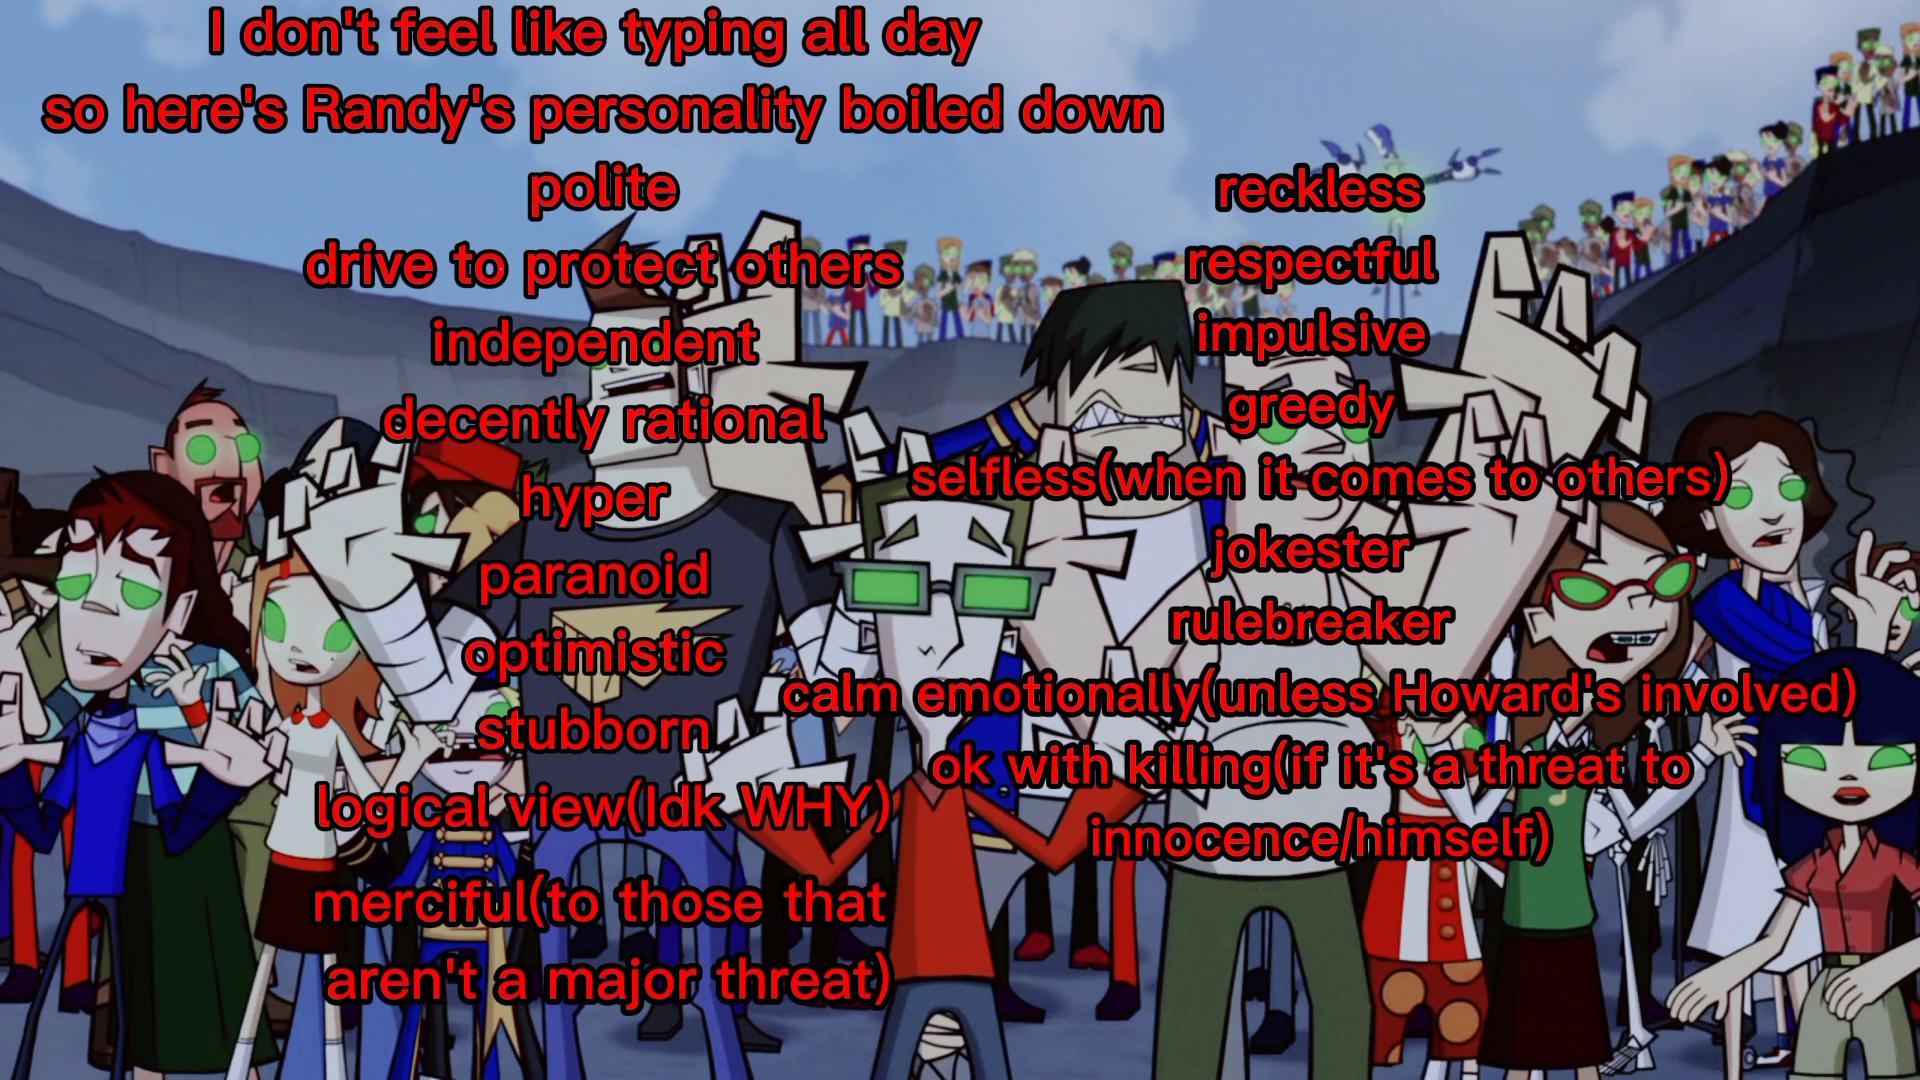 I don't feel like typing all day
so here's Randy's personality boiled down
polite
drive to protect others
independent
decently rational
hyper
paranoid
optimistic
stubborn
logical view(Idk WHY)
merciful(to those that
aren't a major threat)
reckless
respectful
impulsive
greedy
selfless(when it comes to others)
jokester
rulebreaker
calm emotionally(unless Howard's involved)
ok with killing(if it's a threat to
innocence/himself)